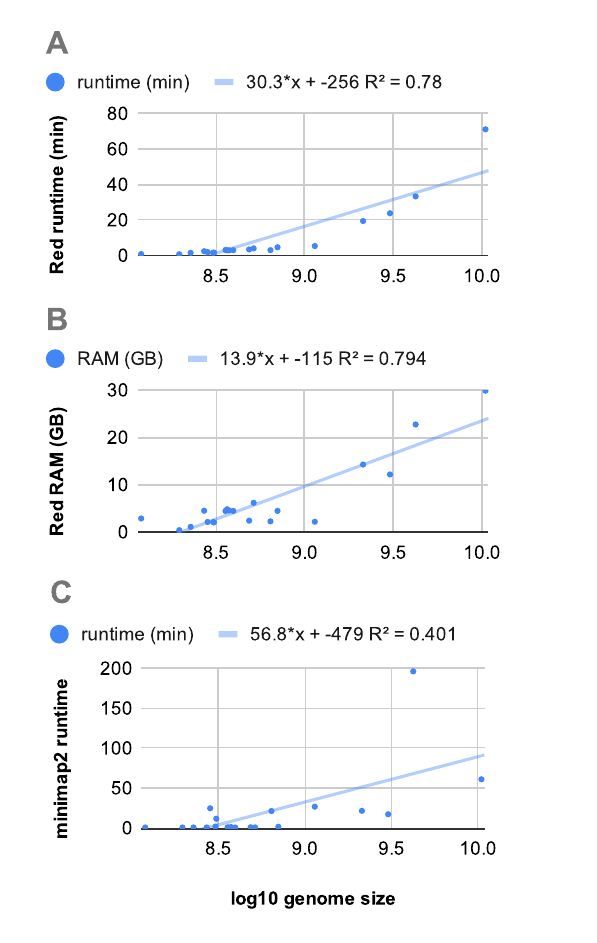 A
runtime (min) 30.3*x + -256 R² = 0.78
Red runtime (min)
80
60
40
20
0
8.5 9.0 9.5 10.0
B
RAM (GB) 13.9*x + -115 R² = 0.794
Red RAM (GB)
30
20
10
0
8.5 9.0 9.5 10.0
C
runtime (min) 56.8*x + -479 R² = 0.401
minimap2 runtime
200
150
100
50
0
8.5 9.0 9.5 10.0
log10 genome size